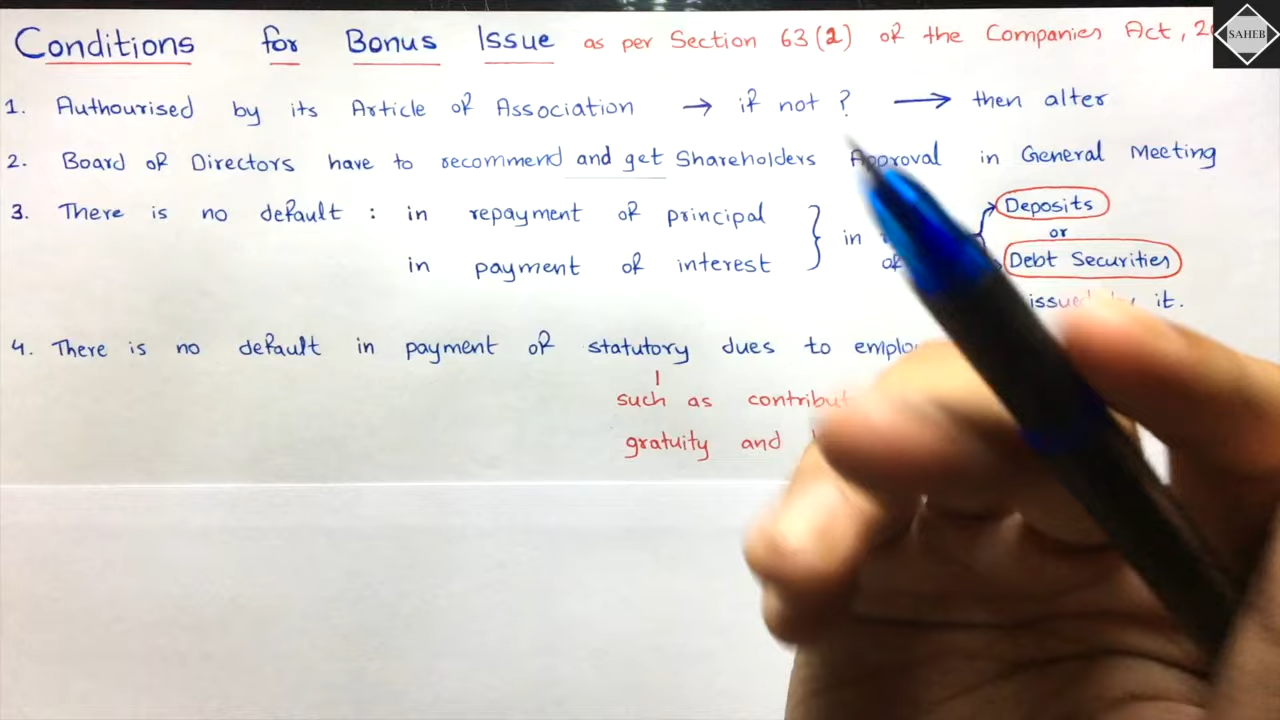 Conditions for Bonus Issue as per Section 63(2) of the Companies Act,
SAHEB
1. Authourised by its Article of Association → if not ? → then alter
2. Board of Directors have to recommend and get Shareholders Approval in General Meeting
3. There is no default : in repayment of principal
in payment of interest
in
Deposits
or
Debt Securities
issued by it.
4. There is no default in payment of statutory dues to
such as
gratuity and